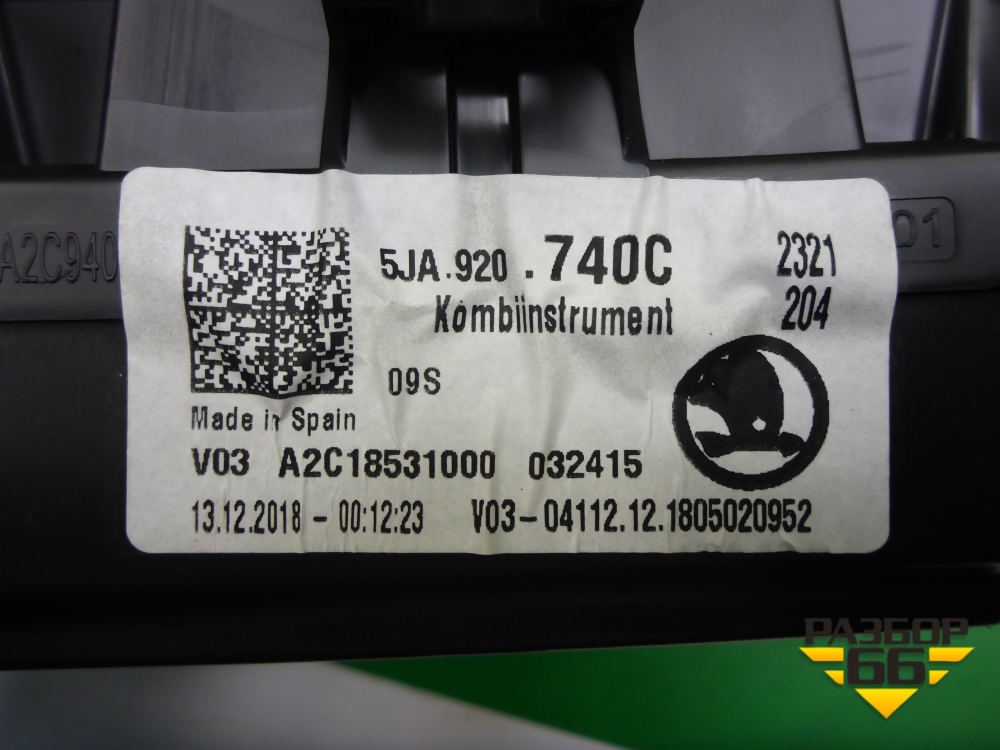 A2C940
01
5JA.920 .740C 2321
Kombiinstrument 204
09S
Made in Spain
V03 A2C18531000 032415
13.12.2018 - 00:12:23 V03-04112.12.1805020952
РАЗБОР
66